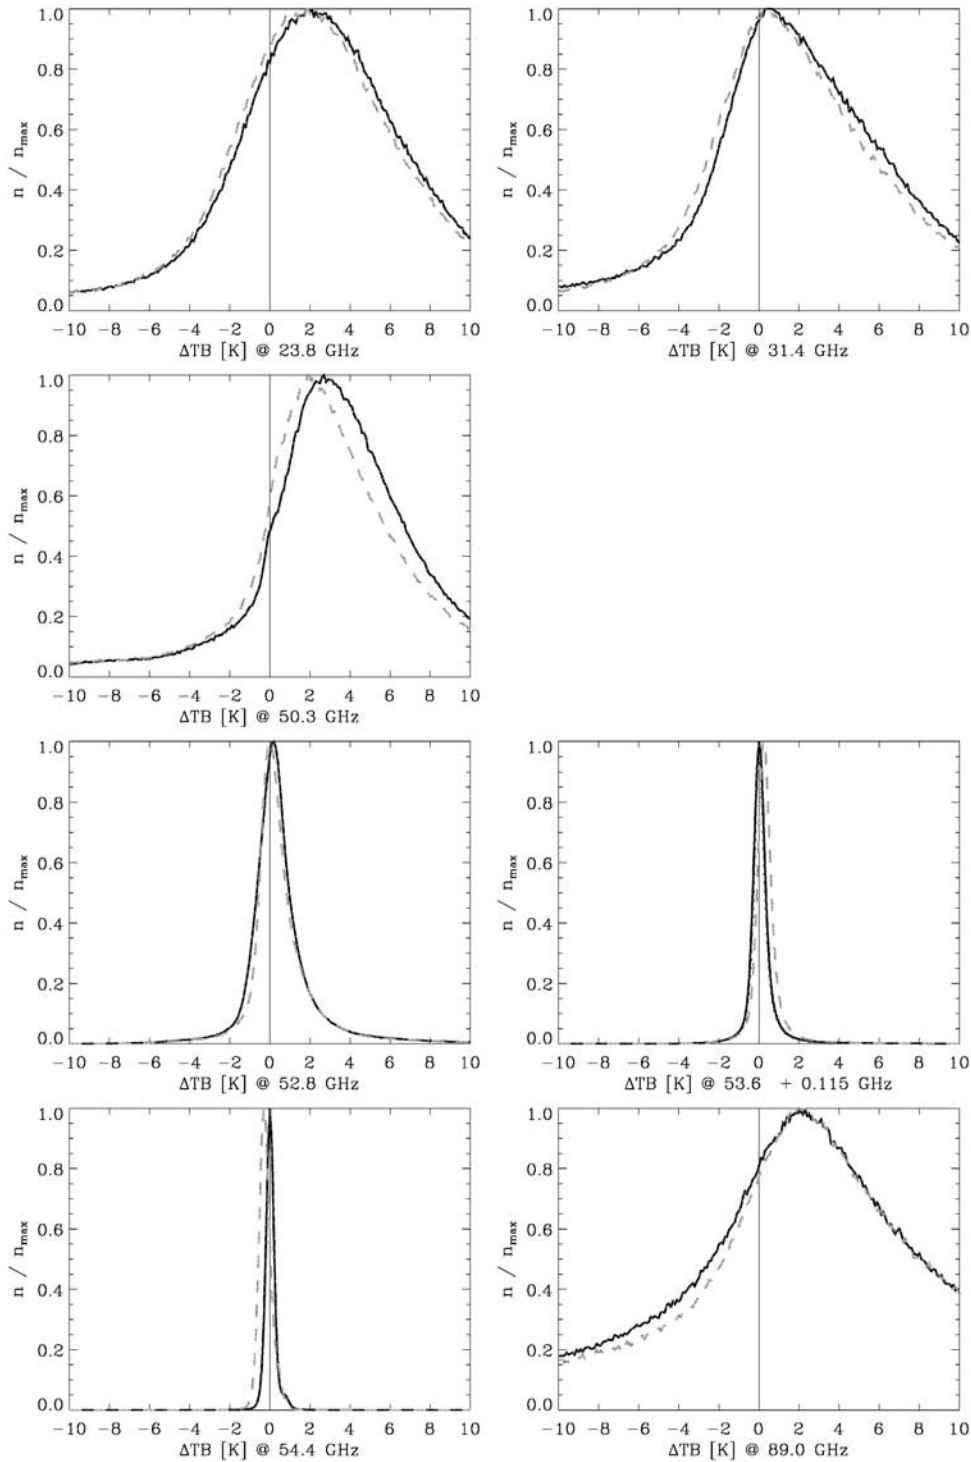 1.0 1.0
0.8 0.8
n / nmax 0.6 n / nmax 0.6
0.4 0.4
0.2 0.2
0.0 0.0
−10 −8 −6 −4 −2 0 2 4 6 8 10 −10 −8 −6 −4 −2 0 2 4 6 8 10
ΔTB [K] @ 23.8 GHz ΔTB [K] @ 31.4 GHz
1.0
0.8
n / nmax 0.6
0.4
0.2
0.0
−10 −8 −6 −4 −2 0 2 4 6 8 10
ΔTB [K] @ 50.3 GHz
1.0 1.0
0.8 0.8
n / nmax 0.6 n / nmax 0.6
0.4 0.4
0.2 0.2
0.0 0.0
−10 −8 −6 −4 −2 0 2 4 6 8 10 −10 −8 −6 −4 −2 0 2 4 6 8 10
ΔTB [K] @ 52.8 GHz ΔTB [K] @ 53.6 + 0.115 GHz
1.0 1.0
0.8 0.8
n / nmax 0.6 n / nmax 0.6
0.4 0.4
0.2 0.2
0.0 0.0
−10 −8 −6 −4 −2 0 2 4 6 8 10 −10 −8 −6 −4 −2 0 2 4 6 8 10
ΔTB [K] @ 54.4 GHz ΔTB [K] @ 89.0 GHz